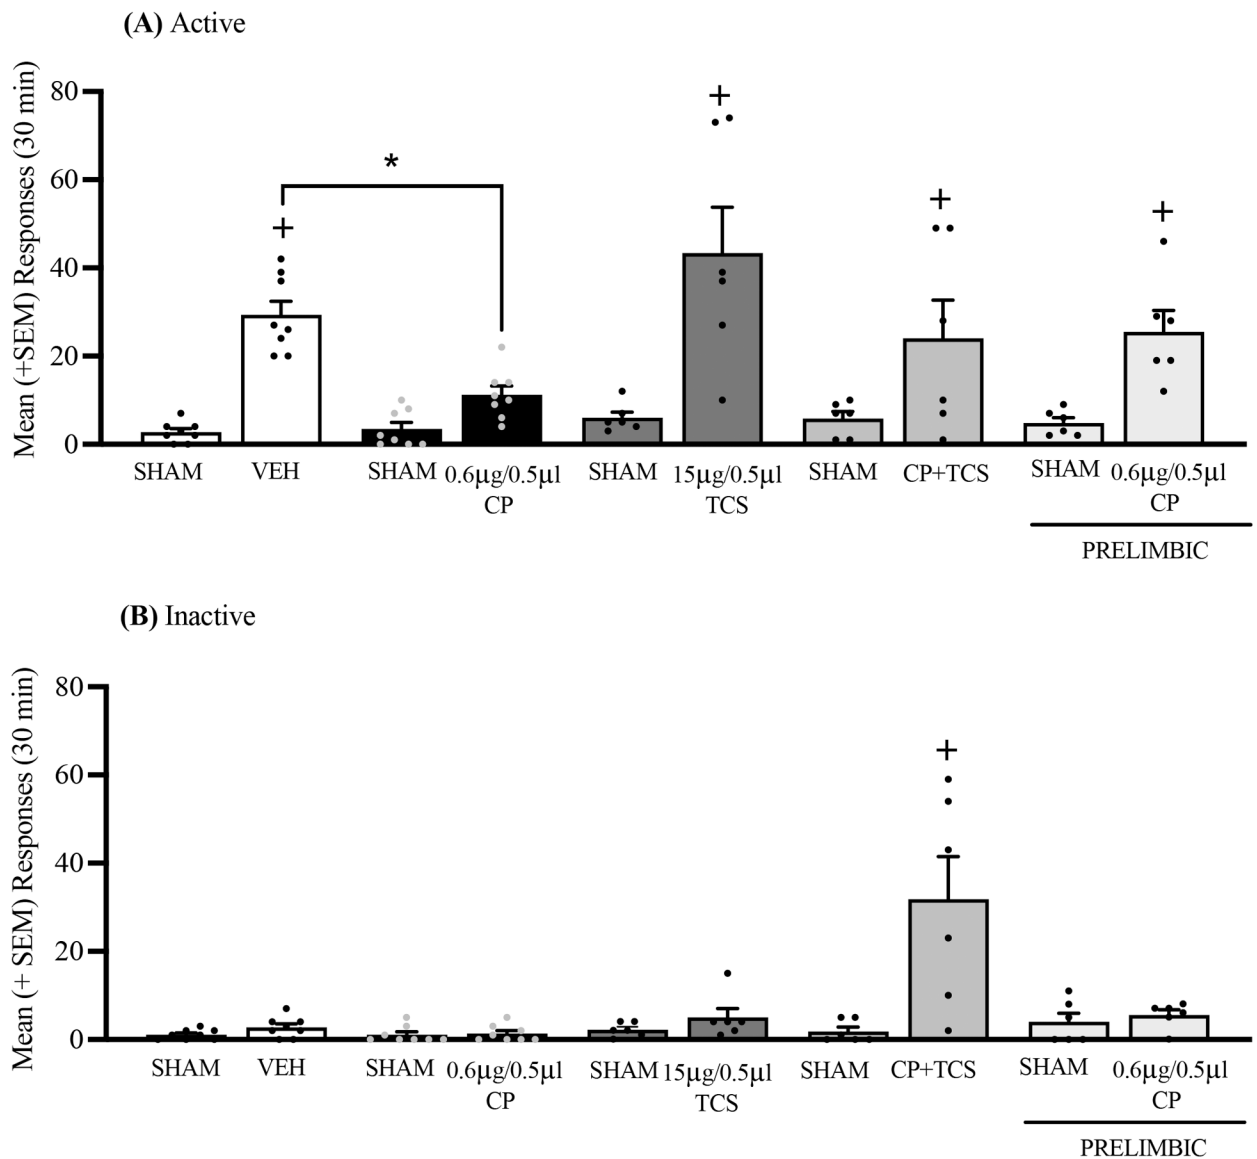 (A) Active
Mean (+SEM) Responses (30 min)
80
60
40
20
0
*
+
+
+
+
SHAM VEH SHAM 0.6µg/0.5µl CP SHAM 15µg/0.5µl TCS SHAM CP+TCS SHAM 0.6µg/0.5µl CP
PRELIMBIC
(B) Inactive
Mean (+ SEM) Responses (30 min)
80
60
40
20
0
+
SHAM VEH SHAM 0.6µg/0.5µl CP SHAM 15µg/0.5µl TCS SHAM CP+TCS SHAM 0.6µg/0.5µl CP
PRELIMBIC